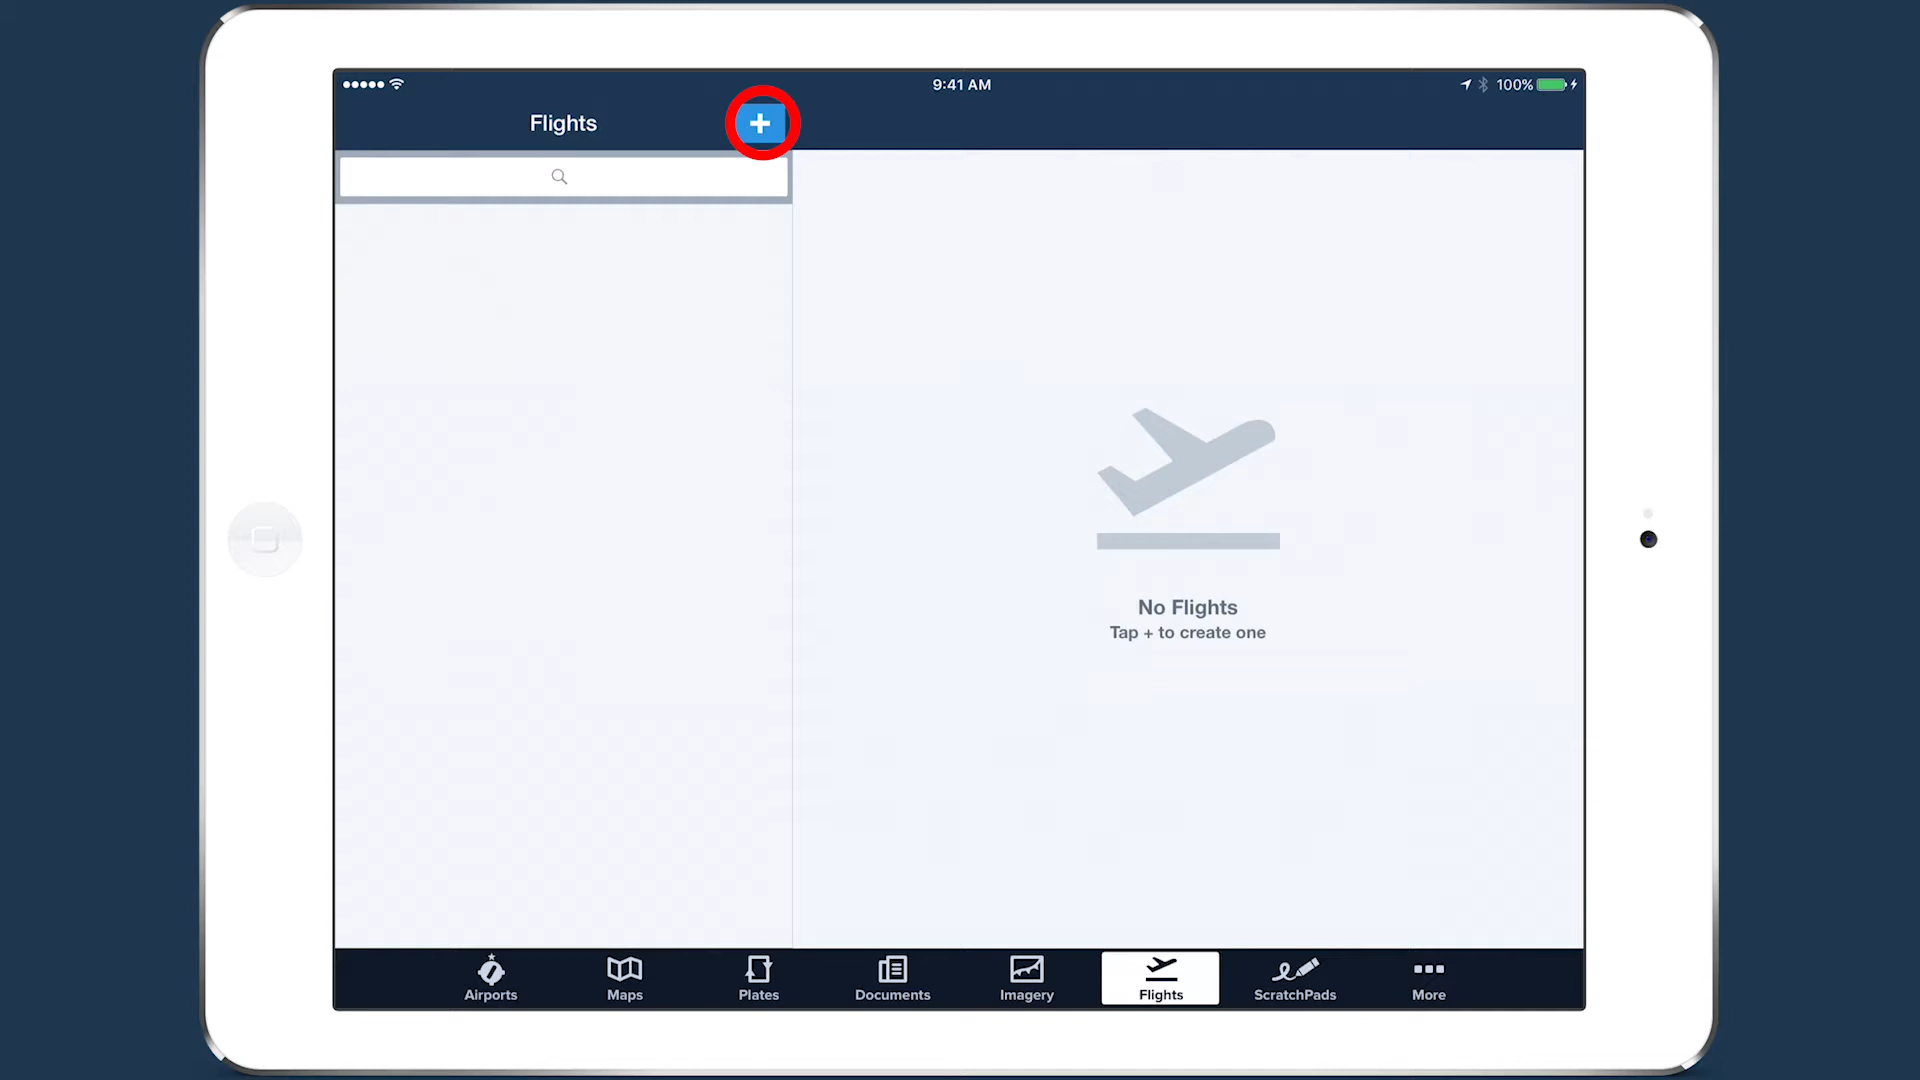 9:41 AM
100%
Flights
No Flights
Tap + to create one
Airports
Maps
Plates
Documents
Imagery
Flights
ScratchPads
More